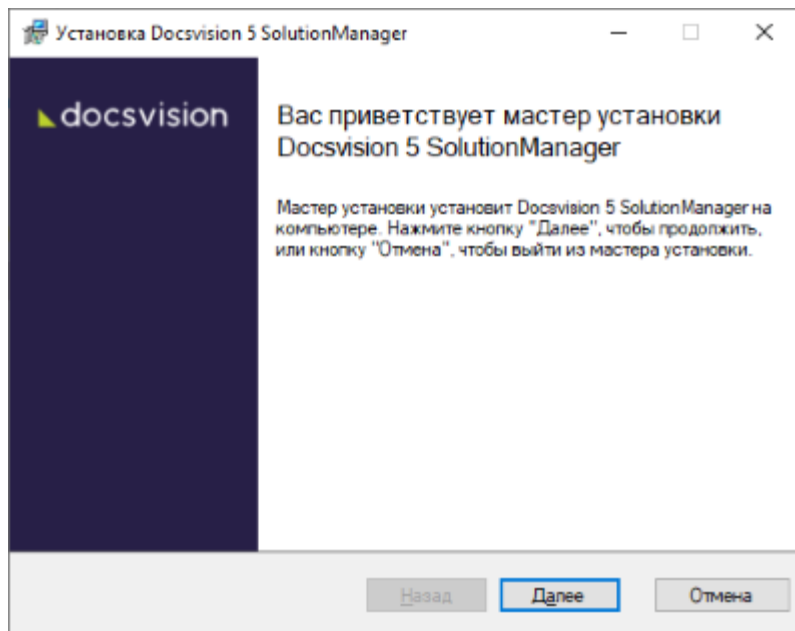 Установка Docsvision 5 SolutionManager
docsvision
Вас приветствует мастер установки
Docsvision 5 SolutionManager
Мастер установки установит Docsvision 5 SolutionManager на
компьютере. Нажмите кнопку "Далее", чтобы продолжить,
или кнопку "Отмена", чтобы выйти из мастера установки.
Назад Далее Отмена